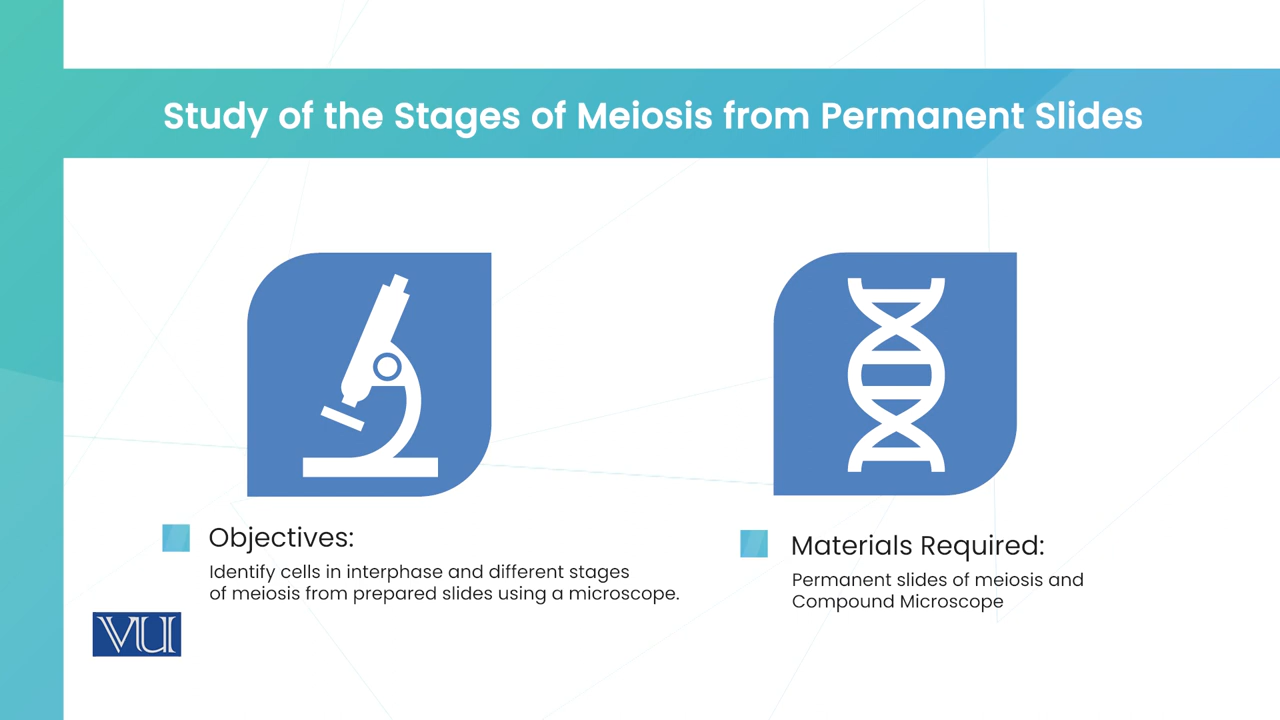 Study of the Stages of Meiosis from Permanent Slides
Objectives:
Identify cells in interphase and different stages
of meiosis from prepared slides using a microscope.
Materials Required:
Permanent slides of meiosis and
Compound Microscope
VU